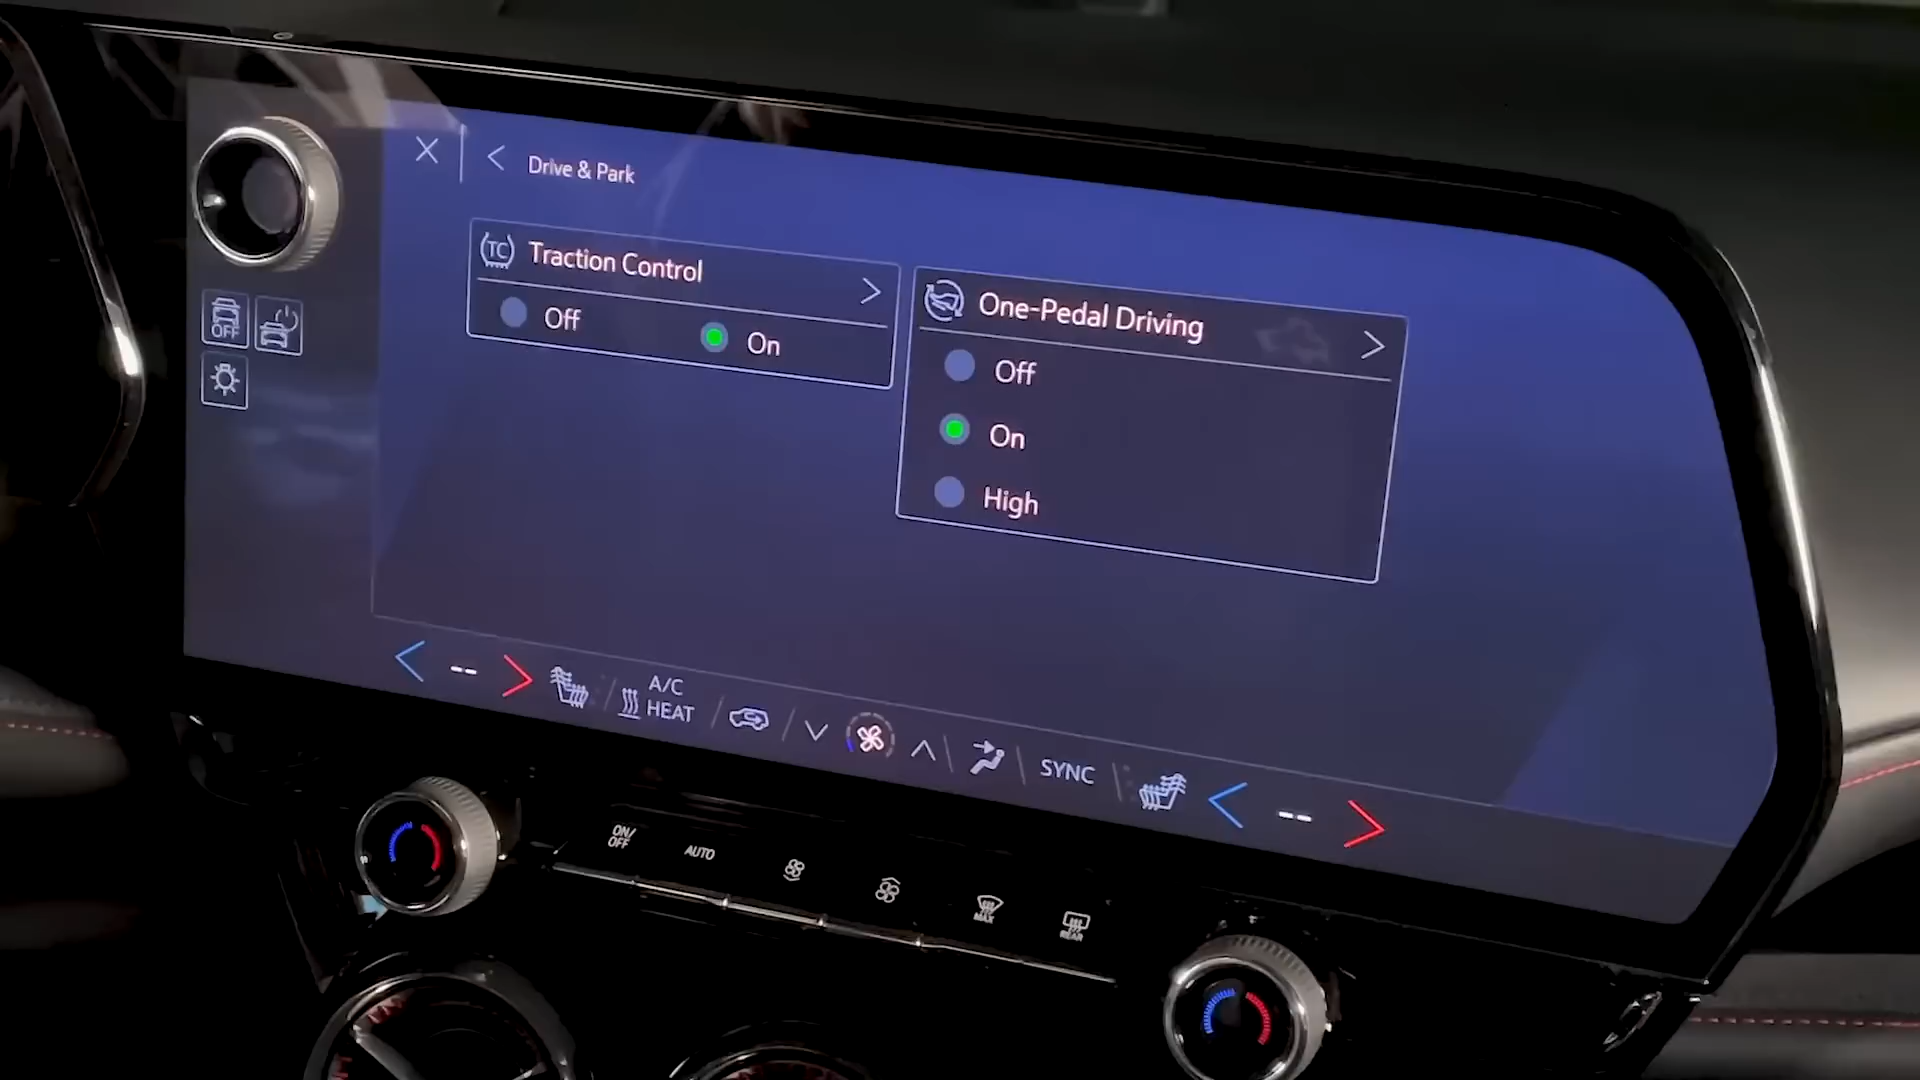 Drive & Park
TC
Traction Control
Off
On
One-Pedal Driving
Off
On
High
OFF
--
A/C
HEAT
SYNC
--
ON/
OFF
AUTO
MAX
REAR